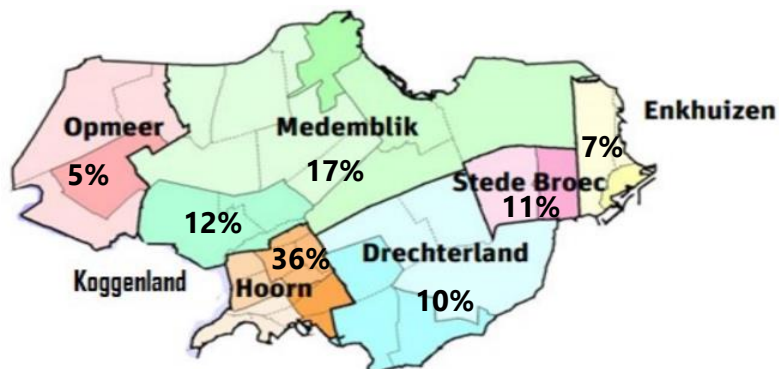 Enkhuizen
Opmeer
Medemblik
7%
5%
17%
Stede Broec
11%
12%
36%
Drechterland
Koggenland
Hoorn
10%